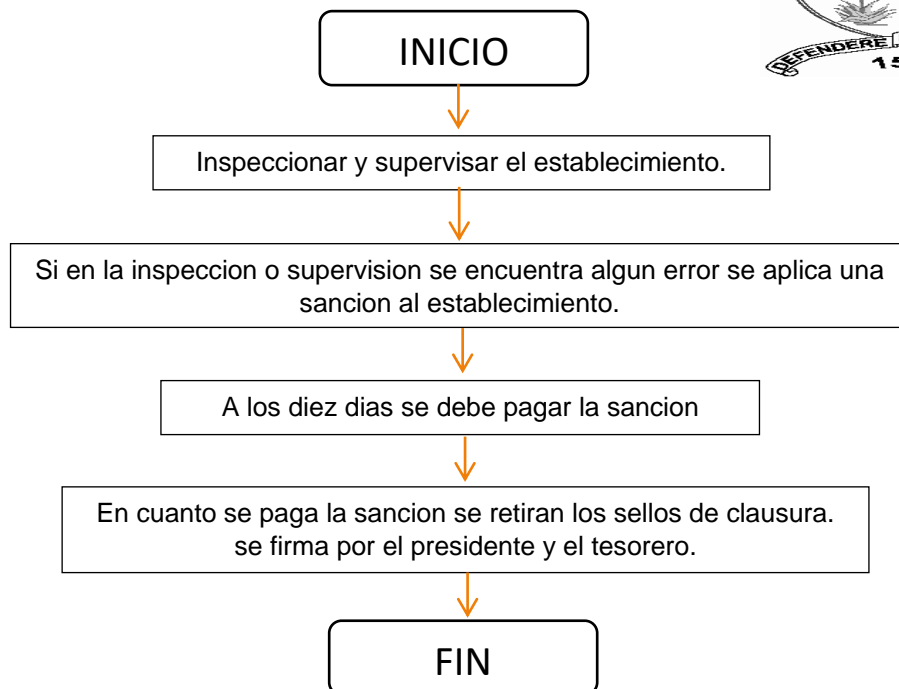 DEFENDERE
15
INICIO
Inspeccionar y supervisar el establecimiento.
Si en la inspeccion o supervision se encuentra algun error se aplica una
sancion al establecimiento.
A los diez dias se debe pagar la sancion
En cuanto se paga la sancion se retiran los sellos de clausura.
se firma por el presidente y el tesorero.
FIN